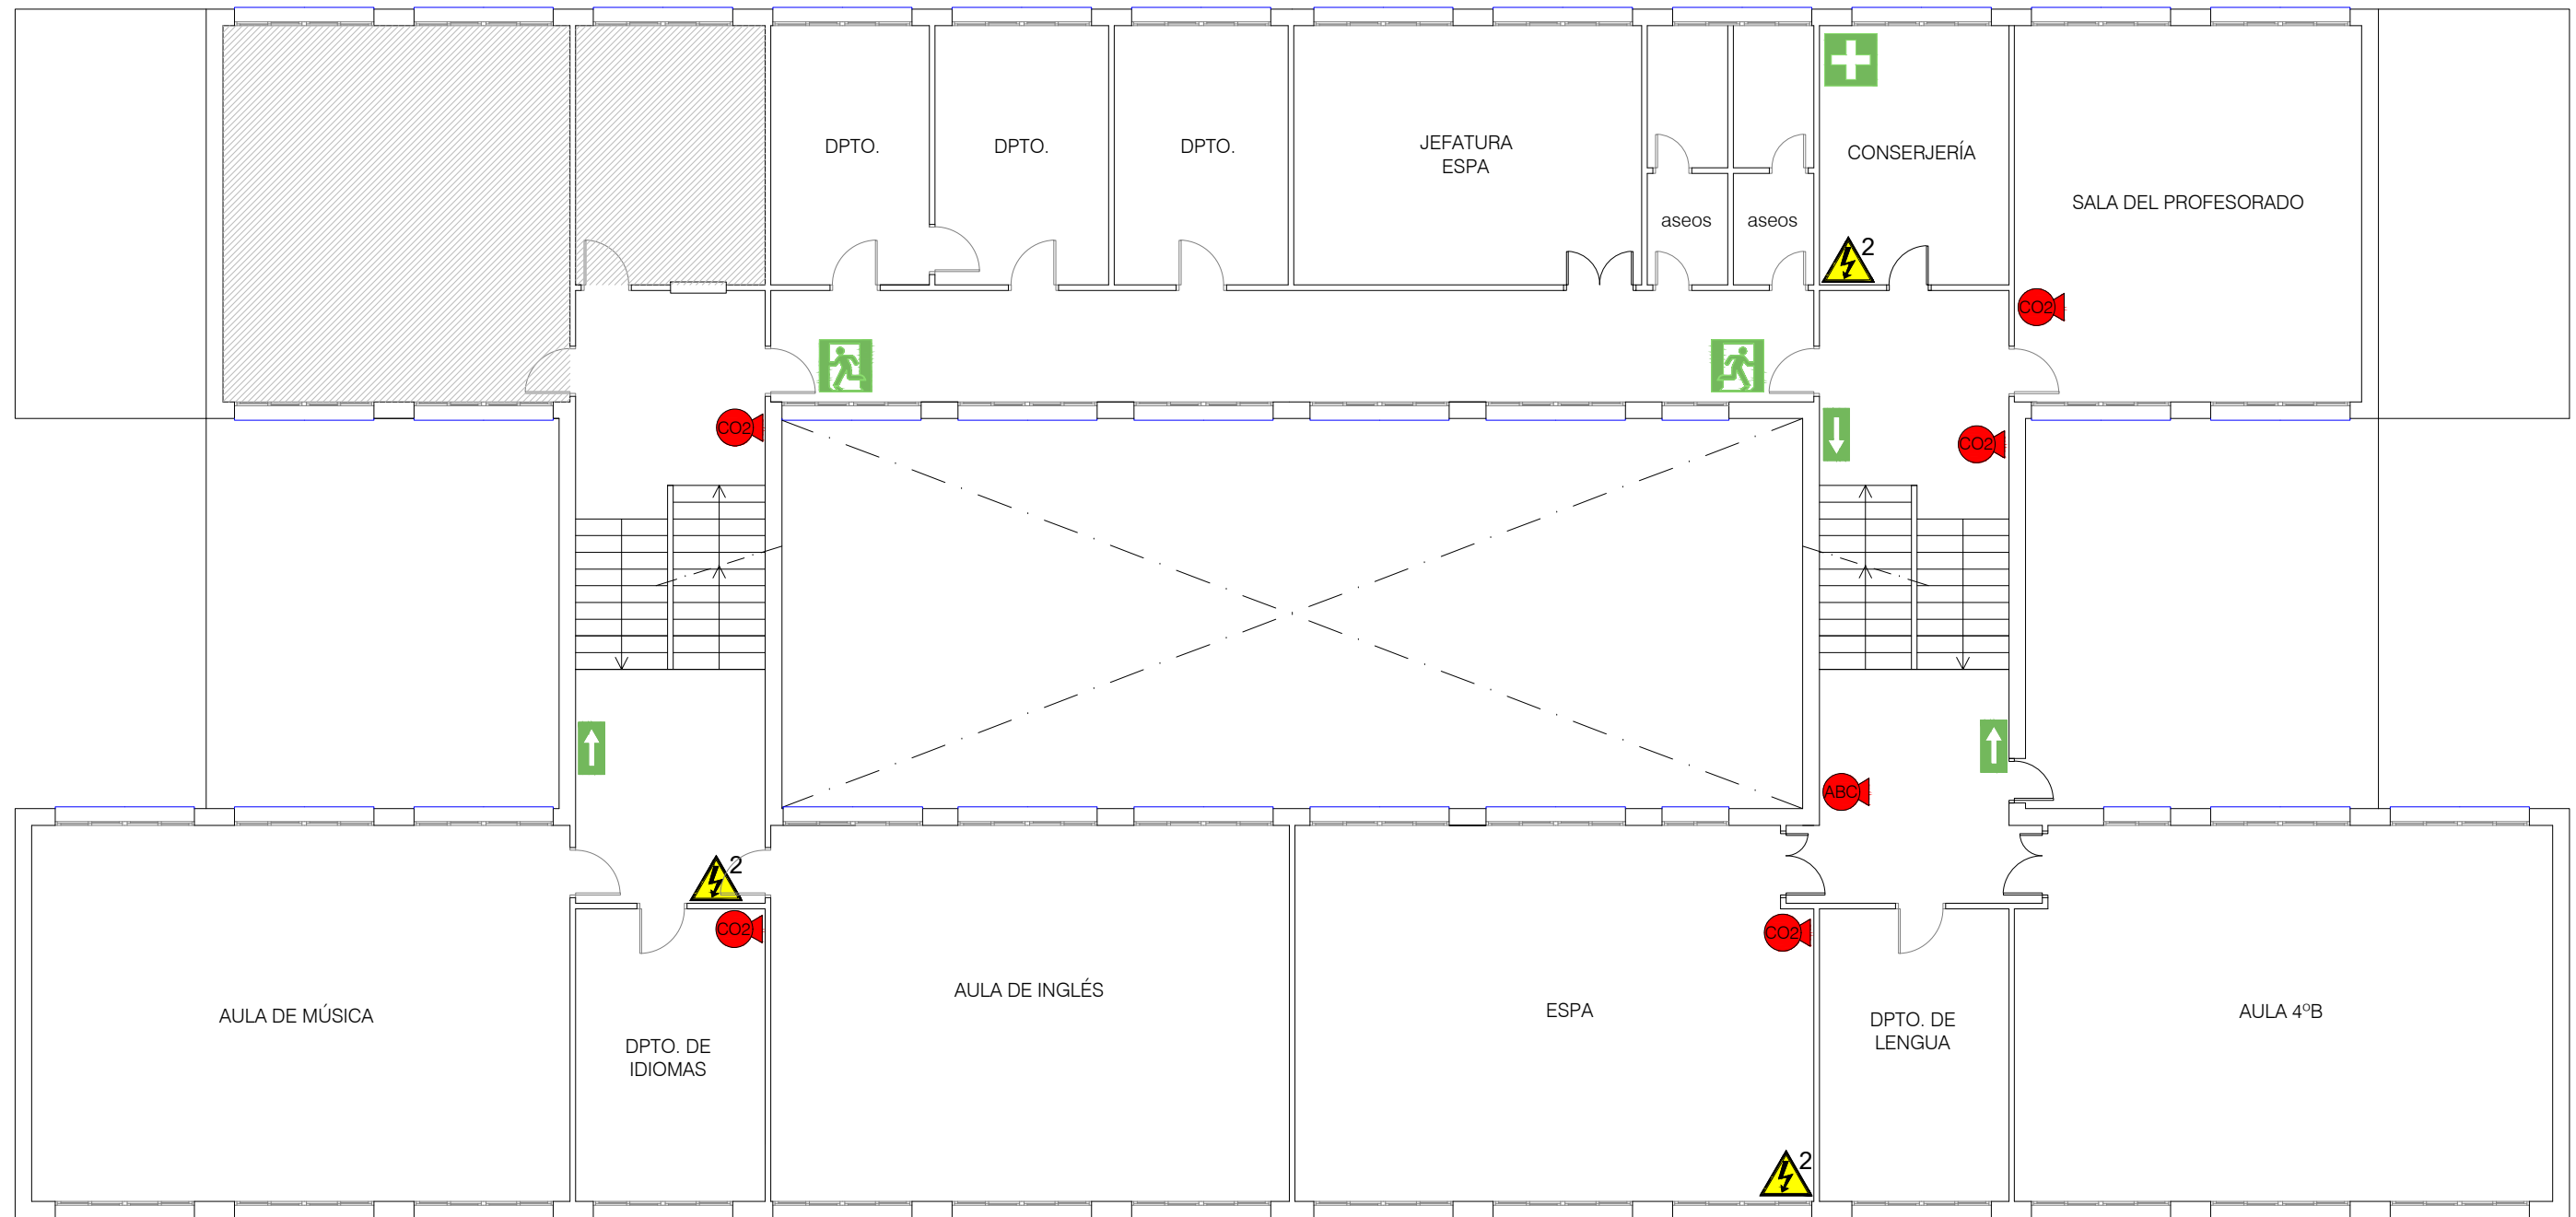 DPTO.
DPTO.
DPTO.
JEFATURA
ESPA
CONSERJERÍA
SALA DEL PROFESORADO
aseos
aseos
2
CO2
CO2
CO2
ABC
2
CO2
CO2
AULA DE MÚSICA
DPTO. DE
IDIOMAS
AULA DE INGLÉS
ESPA
DPTO. DE
LENGUA
AULA 4ºB
2